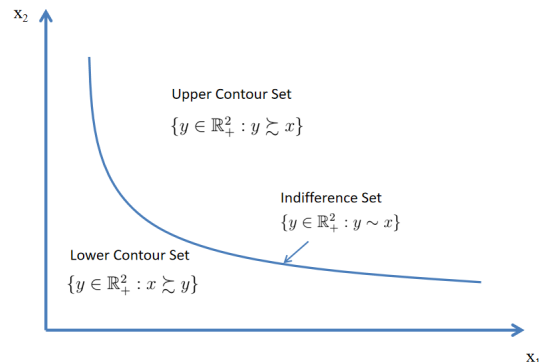 x₂
Upper Contour Set
{y ∈ ℝ²₊ : y ≿ x}
Indifference Set
{y ∈ ℝ²₊ : y ~ x}
Lower Contour Set
{y ∈ ℝ²₊ : x ≿ y}